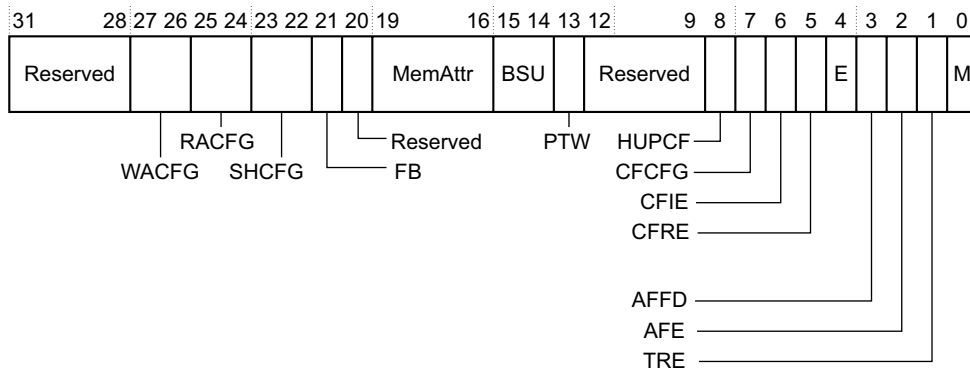 31 28 27 26 25 24 23 22 21 20 19 16 15 14 13 12 9 8 7 6 5 4 3 2 1 0
Reserved MemAttr BSU Reserved E M
RACFG Reserved PTW HUPCF
WACFG SHCFG FB CFCFG
CFIE
CFRE
AFFD
AFE
TRE